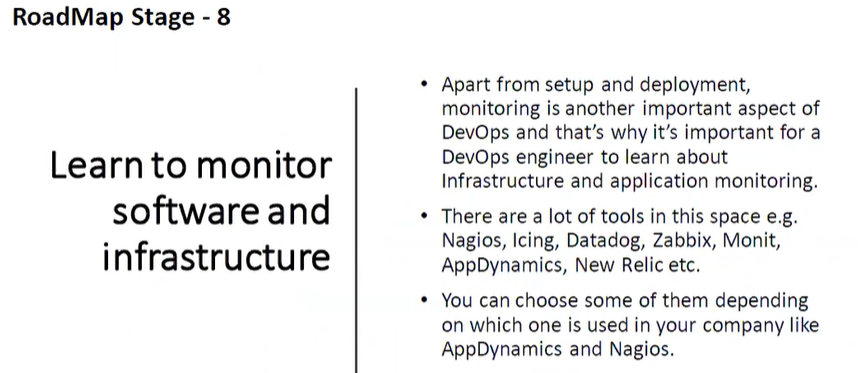 RoadMap Stage - 8
Learn to monitor
software and
infrastructure
• Apart from setup and deployment,
monitoring is another important aspect of
DevOps and that's why it's important for a
DevOps engineer to learn about
Infrastructure and application monitoring.
• There are a lot of tools in this space e.g.
Nagios, Icing, Datadog, Zabbix, Monit,
AppDynamics, New Relic etc.
• You can choose some of them depending
on which one is used in your company like
AppDynamics and Nagios.